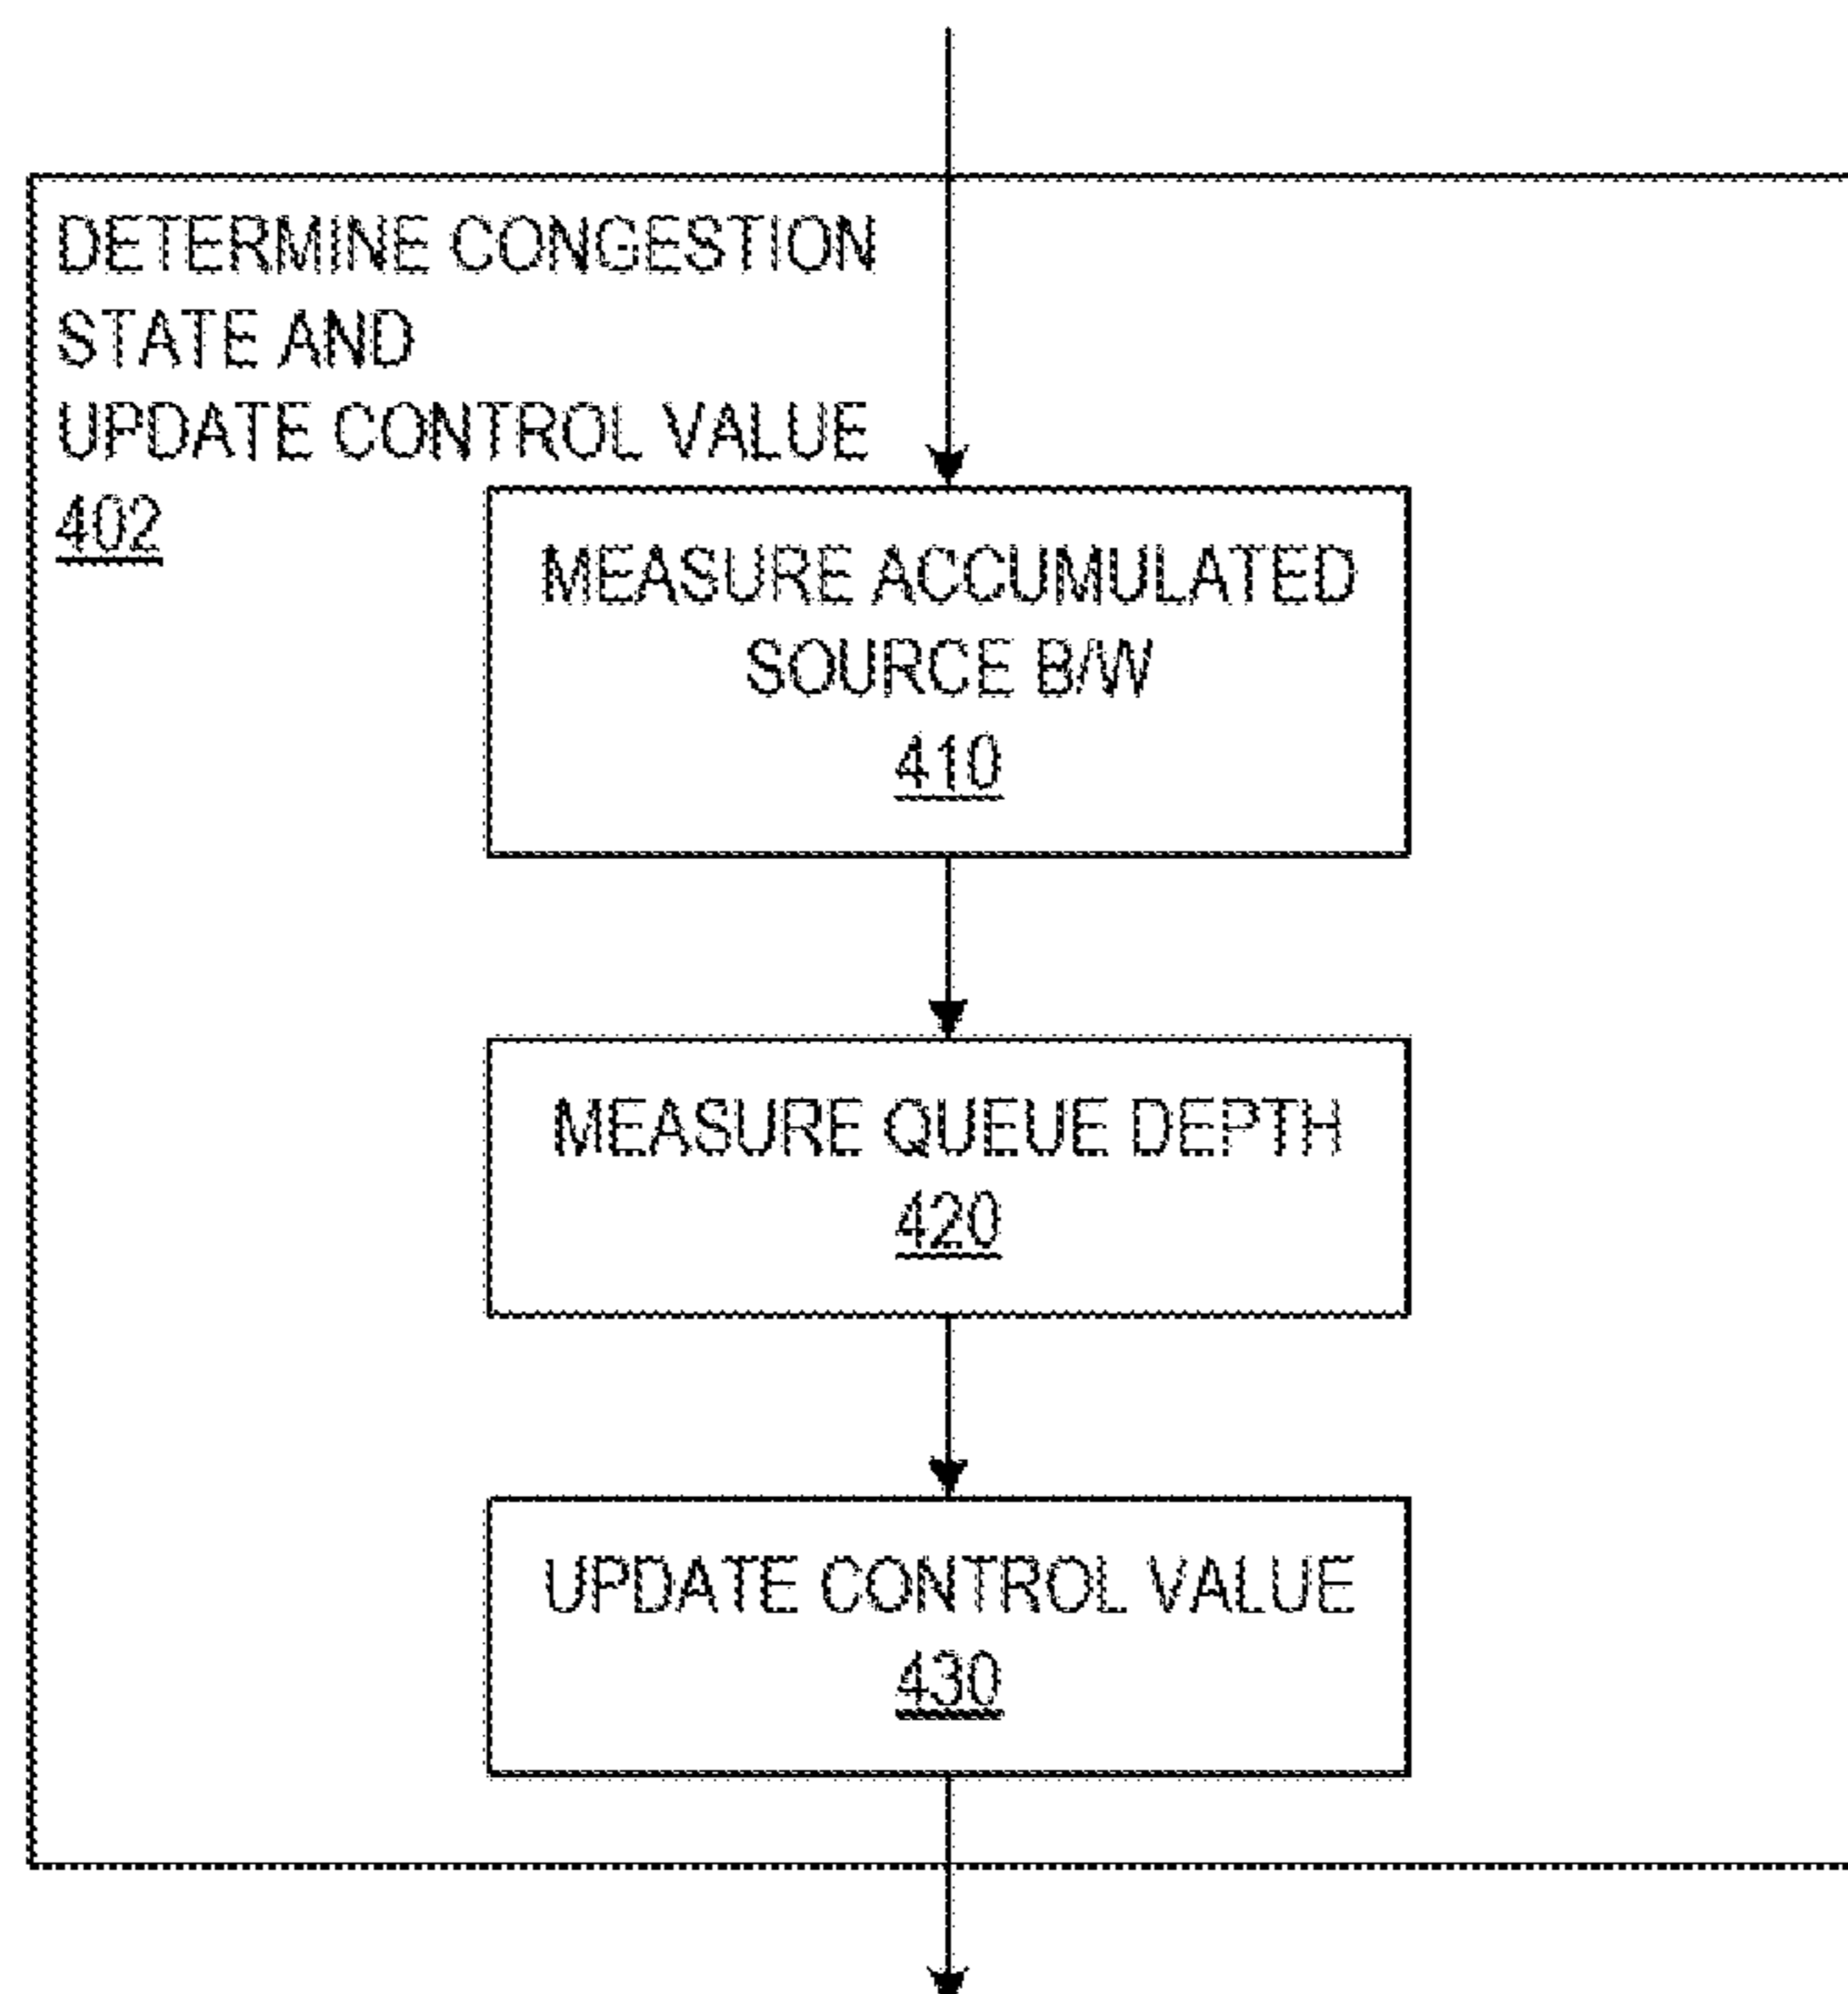 DETERMINE CONGESTION
STATE AND
UPDATE CONTROL VALUE
402
MEASURE ACCUMULATED
SOURCE B/W
410
MEASURE QUEUE DEPTH
420
UPDATE CONTROL VALUE
430